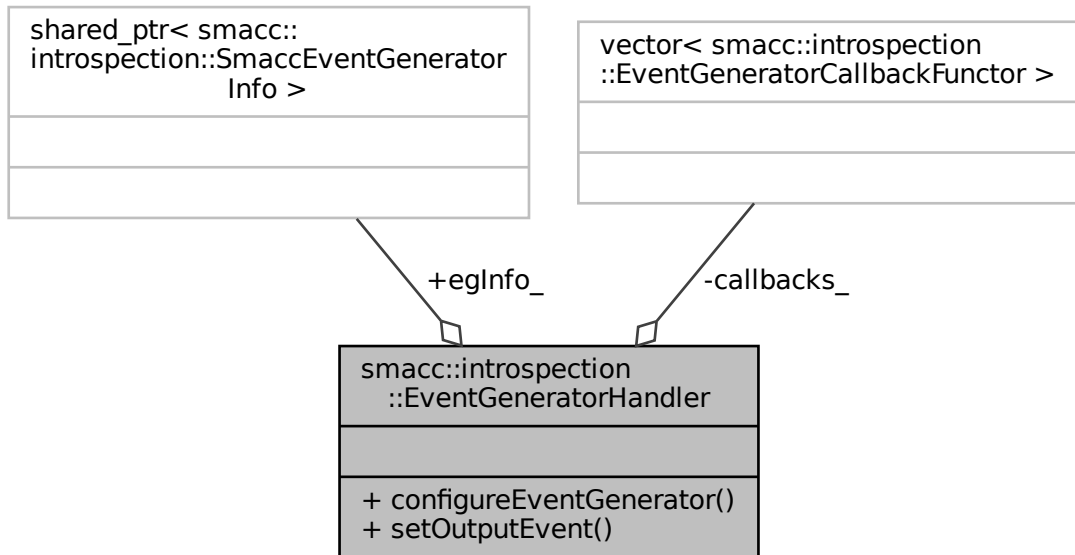 shared_ptr< smacc::
introspection::SmaccEventGenerator
Info >
vector< smacc::introspection
::EventGeneratorCallbackFunctor >
+egInfo_
-callbacks_
smacc::introspection
::EventGeneratorHandler
+ configureEventGenerator()
+ setOutputEvent()